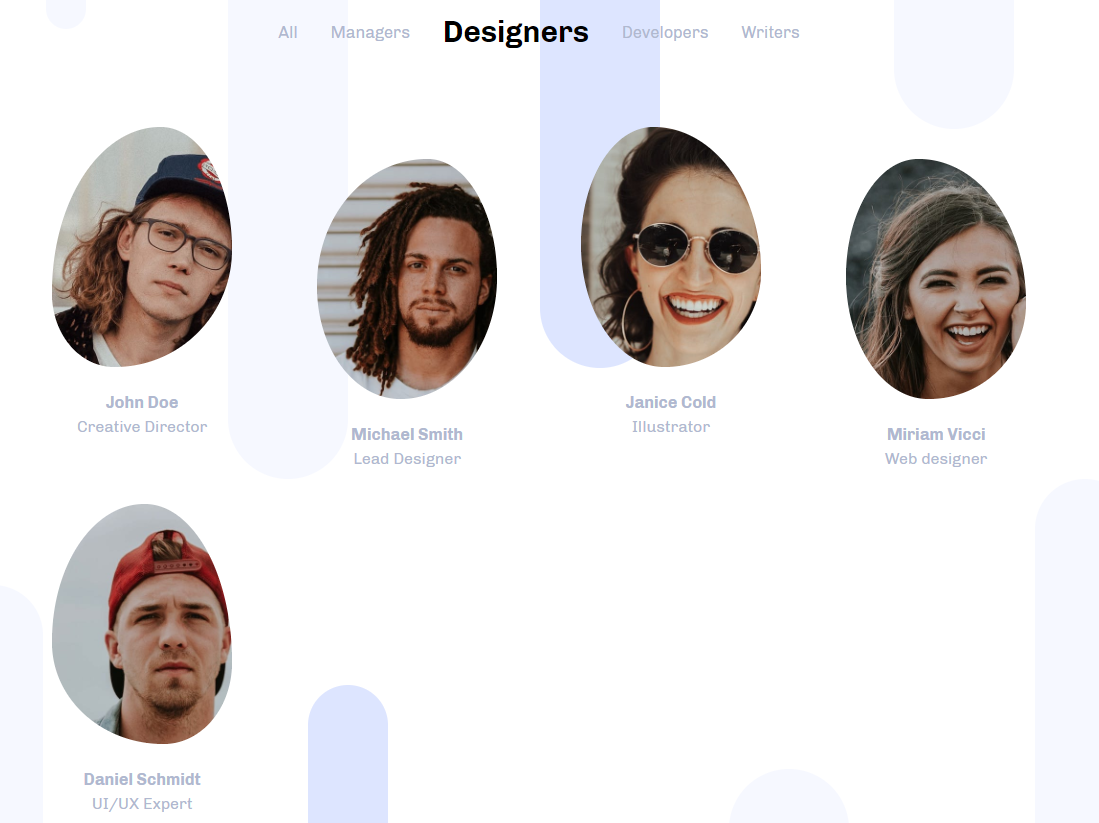 All Managers Designers Developers Writers
John Doe
Creative Director
Michael Smith
Lead Designer
Janice Cold
Illustrator
Miriam Vicci
Web designer
Daniel Schmidt
UI/UX Expert